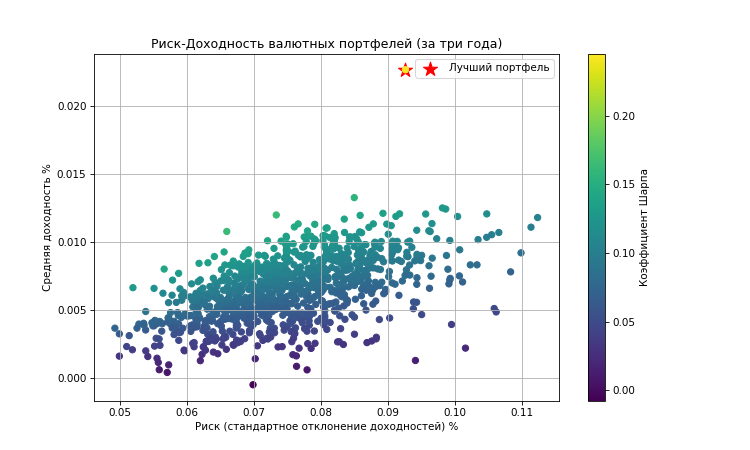 Риск-Доходность валютных портфелей (за три года)
Лучший портфель
Средняя доходность %
0.020
0.015
0.010
0.005
0.000
0.05 0.06 0.07 0.08 0.09 0.10 0.11
Риск (стандартное отклонение доходностей) %
0.20
0.15
0.10
0.05
0.00
Коэффициент Шарпа